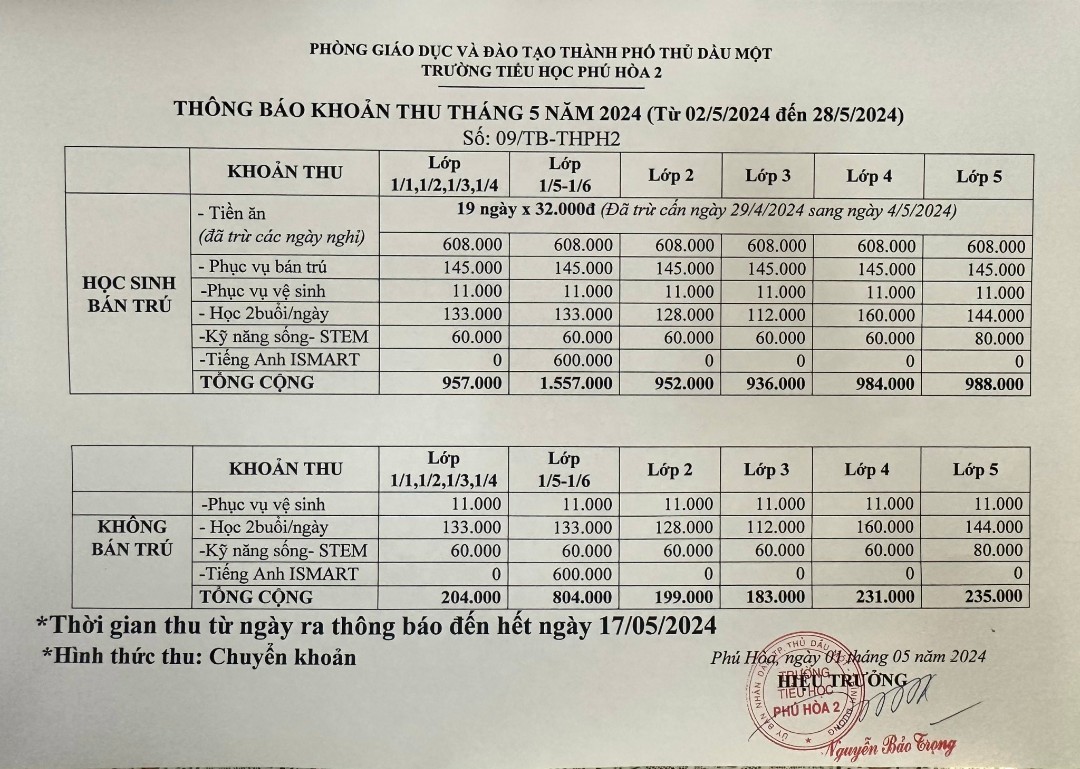 PHÒNG GIÁO DỤC VÀ ĐÀO TẠO THÀNH PHỐ THỦ DẦU MỘT
TRƯỜNG TIỂU HỌC PHÚ HÒA 2
THÔNG BÁO KHOẢN THU THÁNG 5 NĂM 2024 (Từ 02/5/2024 đến 28/5/2024)
Số: 09/TB-THPH2
KHOẢN THU Lớp 1/1,1/2,1/3,1/4 Lớp 1/5-1/6 Lớp 2 Lớp 3 Lớp 4 Lớp 5
HỌC SINH BÁN TRÚ
- Tiền ăn 19 ngày x 32.000đ (Đã trừ cấn ngày 29/4/2024 sang ngày 4/5/2024)
(đã trừ các ngày nghỉ) 608.000 608.000 608.000 608.000 608.000 608.000
- Phục vụ bán trú 145.000 145.000 145.000 145.000 145.000 145.000
-Phục vụ vệ sinh 11.000 11.000 11.000 11.000 11.000 11.000
- Học 2buổi/ngày 133.000 133.000 128.000 112.000 160.000 144.000
-Kỹ năng sống- STEM 60.000 60.000 60.000 60.000 60.000 80.000
-Tiếng Anh ISMART 0 600.000 0 0 0 0
TỔNG CỘNG 957.000 1.557.000 952.000 936.000 984.000 988.000
KHOẢN THU Lớp 1/1,1/2,1/3,1/4 Lớp 1/5-1/6 Lớp 2 Lớp 3 Lớp 4 Lớp 5
KHÔNG BÁN TRÚ
-Phục vụ vệ sinh 11.000 11.000 11.000 11.000 11.000 11.000
- Học 2buổi/ngày 133.000 133.000 128.000 112.000 160.000 144.000
-Kỹ năng sống- STEM 60.000 60.000 60.000 60.000 60.000 80.000
-Tiếng Anh ISMART 0 600.000 0 0 0 0
TỔNG CỘNG 204.000 804.000 199.000 183.000 231.000 235.000
*Thời gian thu từ ngày ra thông báo đến hết ngày 17/05/2024
*Hình thức thu: Chuyển khoản
Phú Hòa, ngày 01 tháng 05 năm 2024
HIỆU TRƯỞNG
TRƯỜNG
TIỂU HỌC
PHÚ HÒA 2
Nguyễn Bảo Trọng